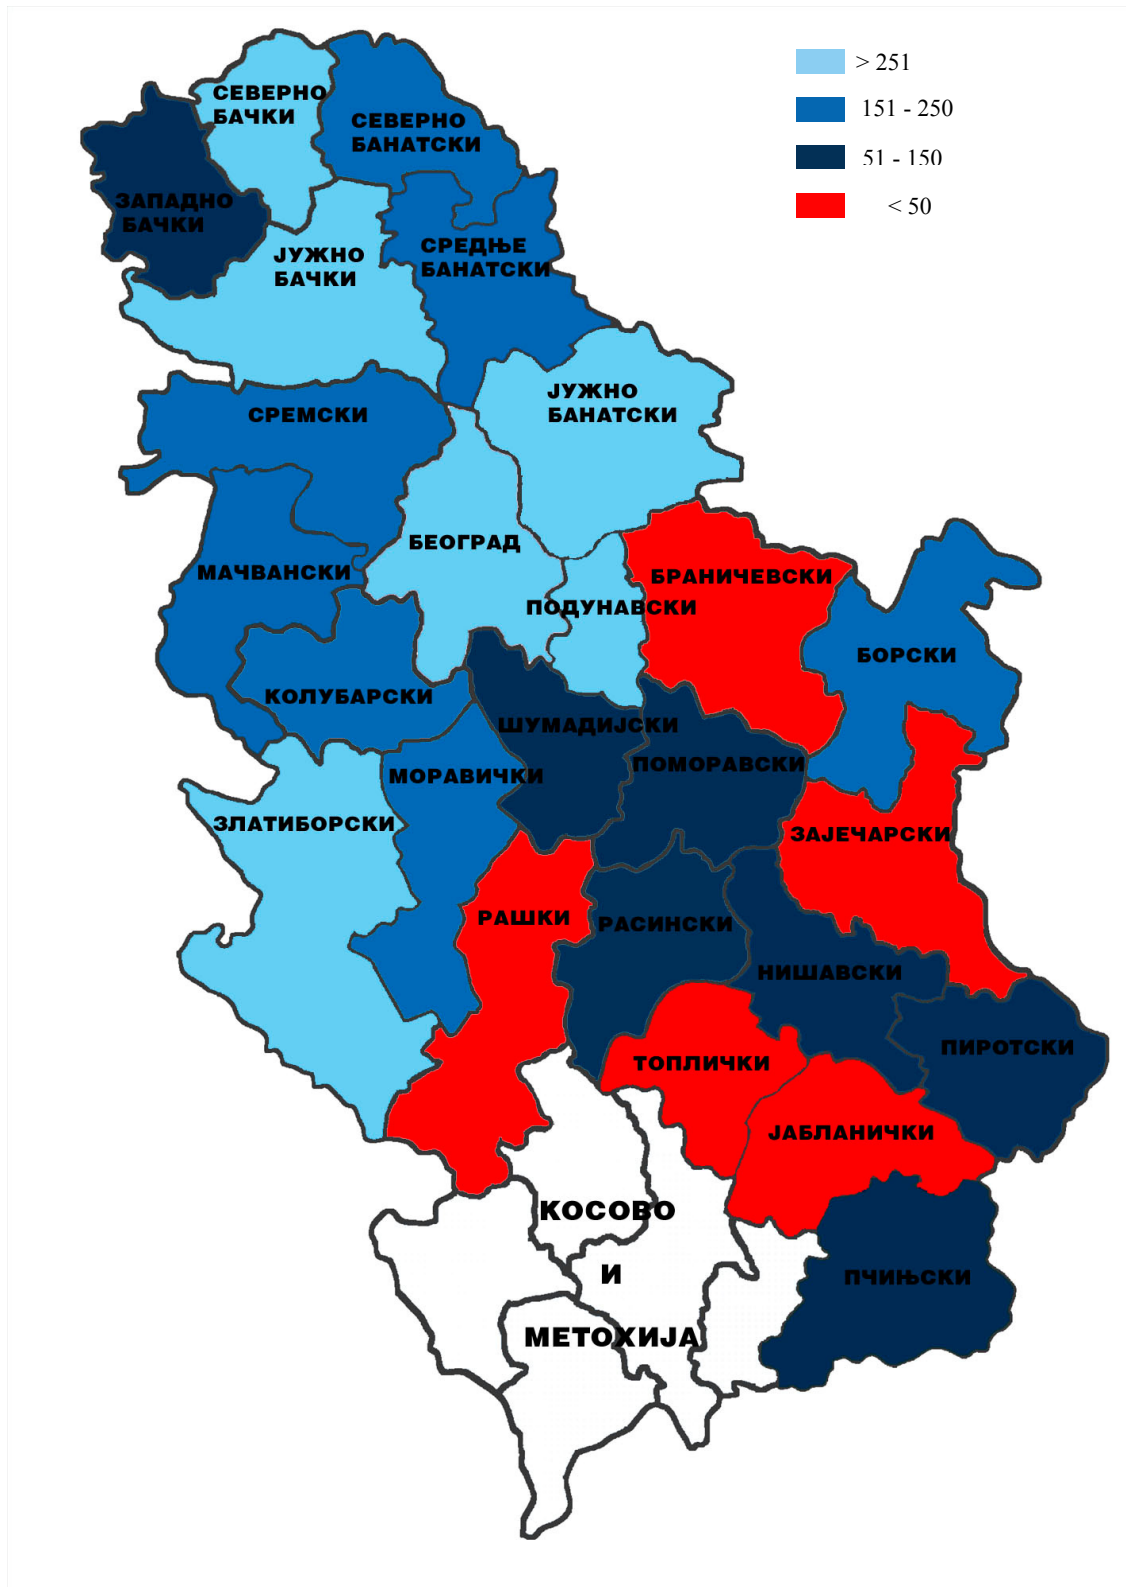 > 251
151 - 250
51 - 150
< 50
СЕВЕРНО
БАЧКИ
СЕВЕРНО
БАНАТСКИ
ЗАПАДНО
БАЧКИ
ЈУЖНО
БАЧКИ
СРЕДЊЕ
БАНАТСКИ
ЈУЖНО
БАНАТСКИ
СРЕМСКИ
БЕОГРАД
МАЧВАНСКИ
ПОДУНАВСКИ
БРАНИЧЕВСКИ
БОРСКИ
КОЛУБАРСКИ
ШУМАДИЈСКИ
ПОМОРАВСКИ
МОРАВИЧКИ
ЗЛАТИБОРСКИ
ЗАЈЕЧАРСКИ
РАШКИ
РАСИНСКИ
НИШАВСКИ
ПИРОТСКИ
ТОПЛИЧКИ
ЈАБЛАНИЧКИ
КОСОВО
И
МЕТОХИЈА
ПЧИЊСКИ